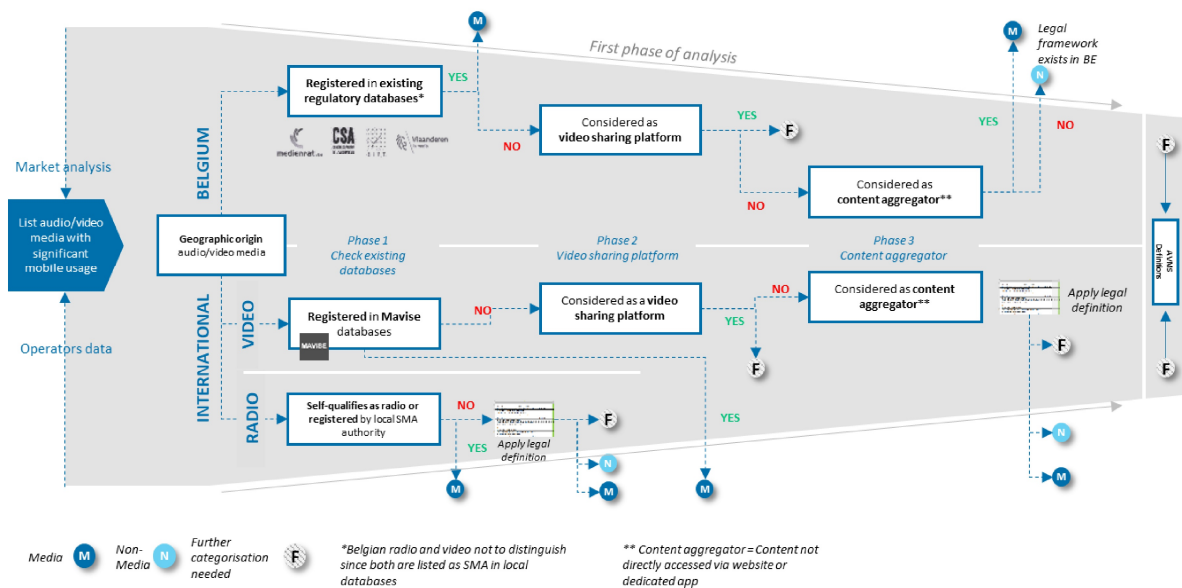 M
M
Legal
framework
exists in BE
First phase of analysis
N
Registered in existing
regulatory databases*
YES
YES
YES
NO
Considered as
video sharing platform
F
F
medienrat.be
CSA
Vlaanderen
BELGIUM
NO
Market analysis
NO
Considered as
content aggregator**
List audio/video
media with
significant
mobile usage
Geographic origin
audio/video media
Phase 1
Check existing
databases
Phase 2
Video sharing platform
Phase 3
Content aggregator
AVMS
Definitions
INTERNATIONAL
VIDEO
Registered in Mavise
databases
MAVISE
NO
Considered as a video
sharing platform
NO
YES
Considered as content
aggregator**
Apply legal
definition
Operators data
F
F
F
RADIO
Self-qualifies as radio or
registered by local SMA
authority
NO
YES
Apply legal
definition
F
YES
N
N
M
M
M
M
Media
M
Non-
Media
N
Further
categorisation
needed
F
*Belgian radio and video not to distinguish
since both are listed as SMA in local
databases
** Content aggregator = Content not
directly accessed via website or
dedicated app